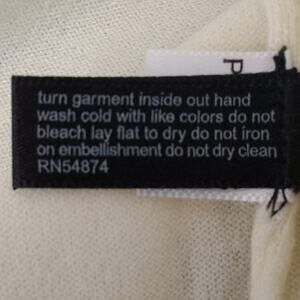 P
turn garment inside out hand
wash cold with like colors do not
bleach lay flat to dry do not iron
on embellishment do not dry clean
RN54874